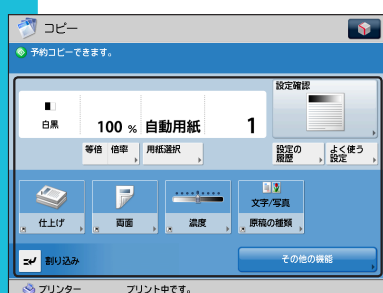 コピー
予約コピーできます。
設定確認
白黒
100 % 自動用紙 1
等倍 倍率 用紙選択
設定の履歴 よく使う設定
文字/写真
仕上げ 両面 濃度 原稿の種類
割り込み
その他の機能
プリンター プリント中です。